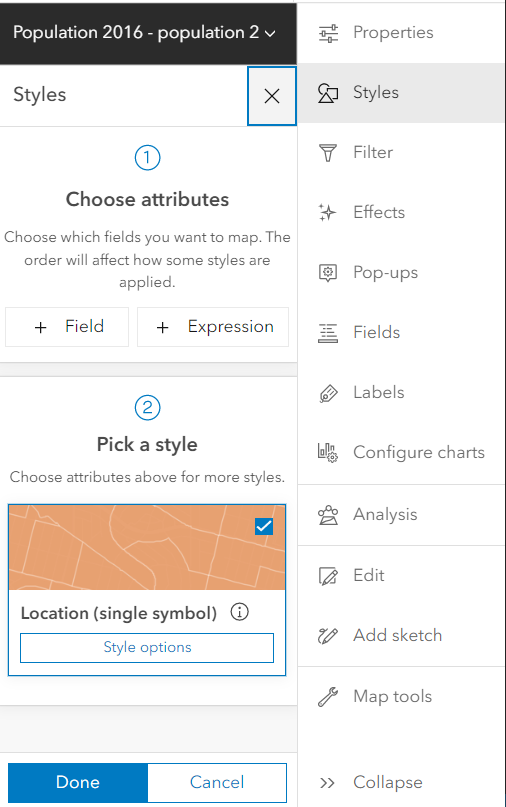 Population 2016 - population 2
Styles
1
Choose attributes
Choose which fields you want to map. The
order will affect how some styles are
applied.
+ Field
+ Expression
2
Pick a style
Choose attributes above for more styles.
Location (single symbol)
Style options
Done
Cancel
Properties
Styles
Filter
Effects
Pop-ups
Fields
Labels
Configure charts
Analysis
Edit
Add sketch
Map tools
Collapse